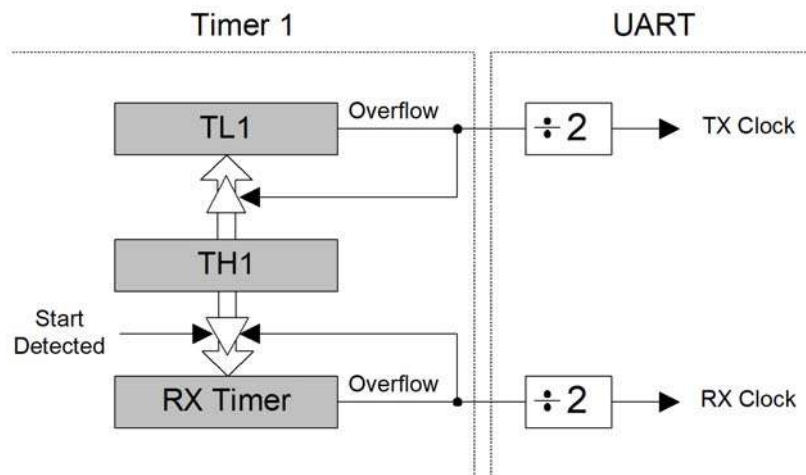 Timer 1
UART
TL1
Overflow
÷ 2
TX Clock
TH1
Start
Detected
RX Timer
Overflow
÷ 2
RX Clock